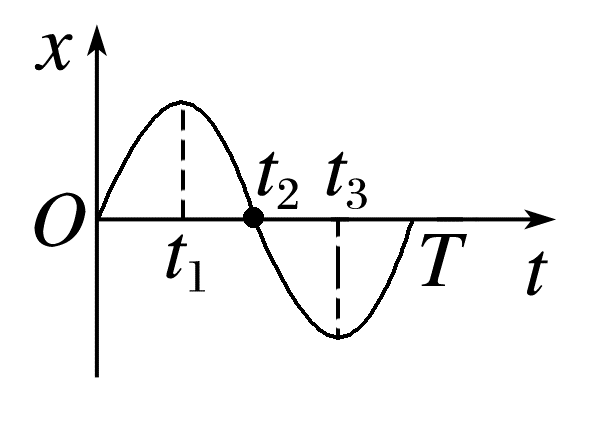 x
t₂ t₃
O
t₁ T t